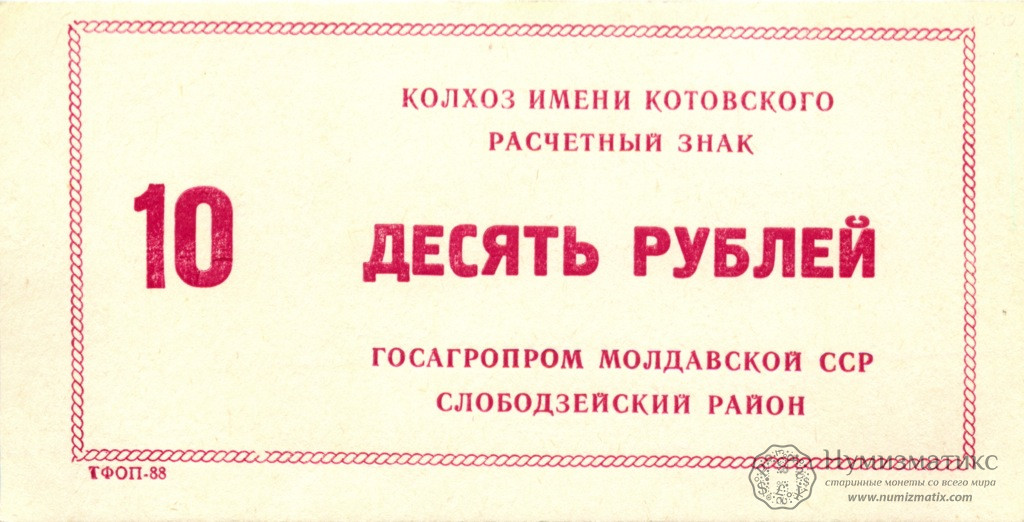 КОЛХОЗ ИМЕНИ КОТОВСКОГО
РАСЧЕТНЫЙ ЗНАК
10
ДЕСЯТЬ РУБЛЕЙ
ГОСАГРОПРОМ МОЛДАВСКОЙ ССР
СЛОБОДЗЕЙСКИЙ РАЙОН
ТФОП-88
Нумизматикс
старинные монеты со всего мира
www.numizmatix.com